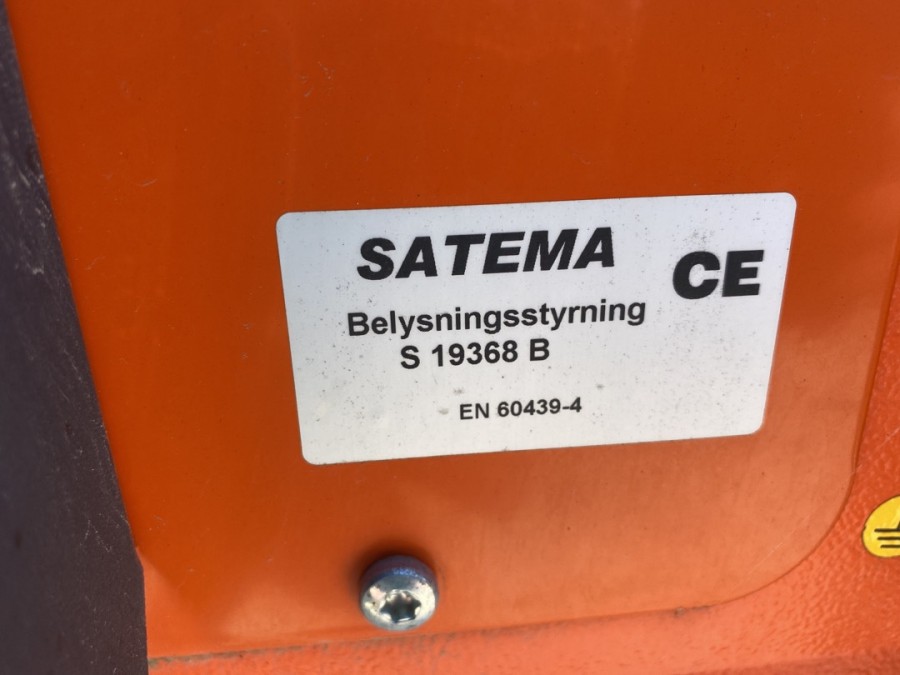 SATEMA
CE
Belysningsstyrning
S 19368 B
EN 60439-4